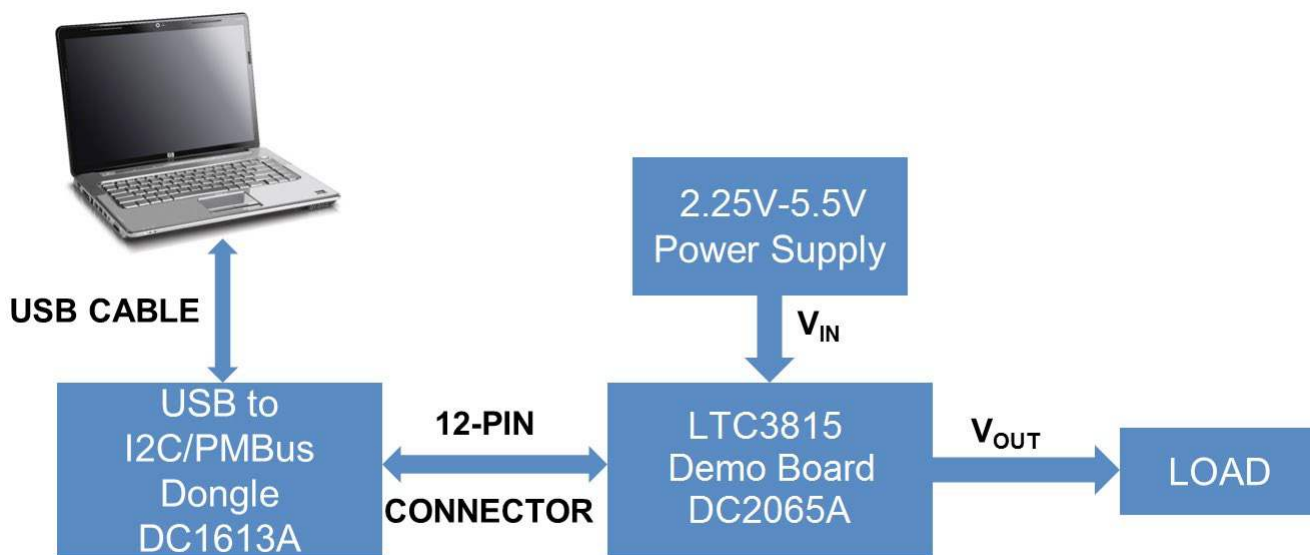 2.25V-5.5V
Power Supply
USB CABLE
VIN
USB to
I2C/PMBus
Dongle
DC1613A
12-PIN
CONNECTOR
LTC3815
Demo Board
DC2065A
VOUT
LOAD